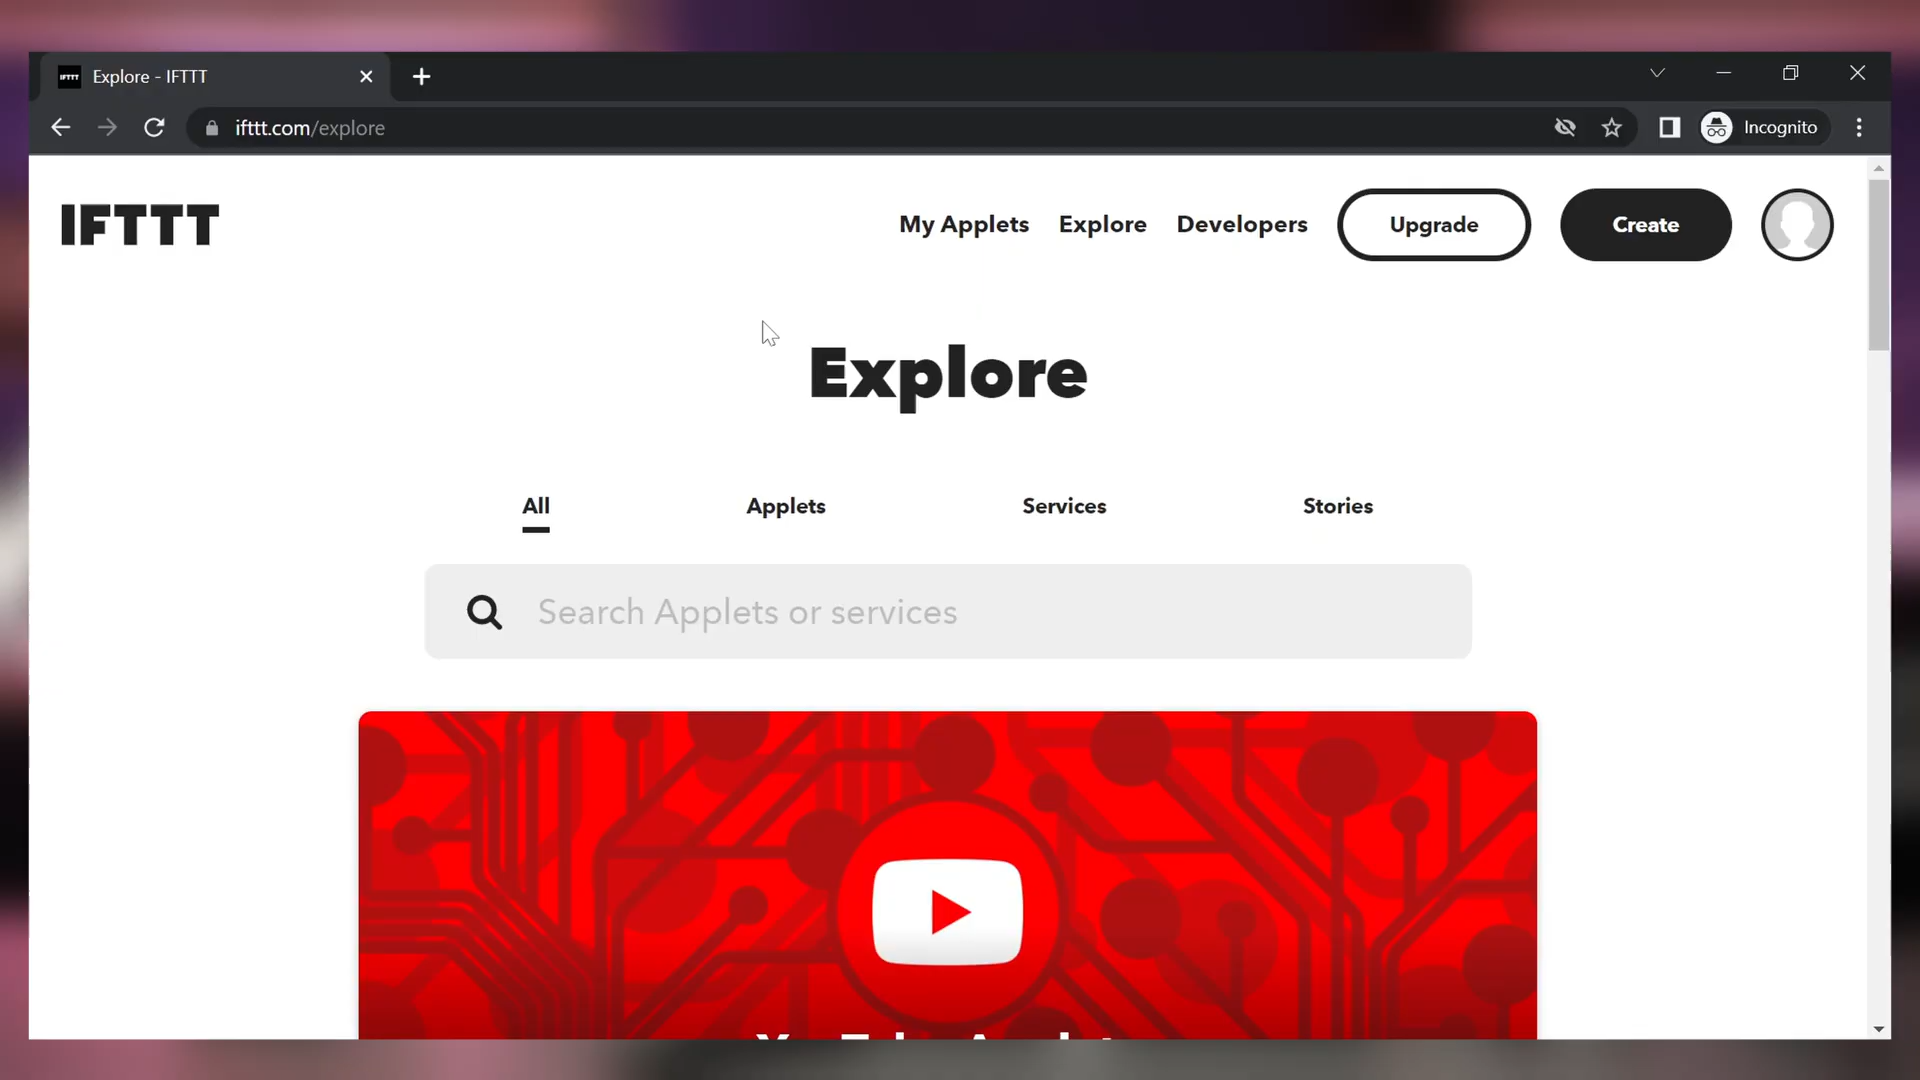 IFTTT Explore - IFTTT
ifttt.com/explore
Incognito
IFTTT
My Applets Explore Developers Upgrade Create
Explore
All Applets Services Stories
Search Applets or services